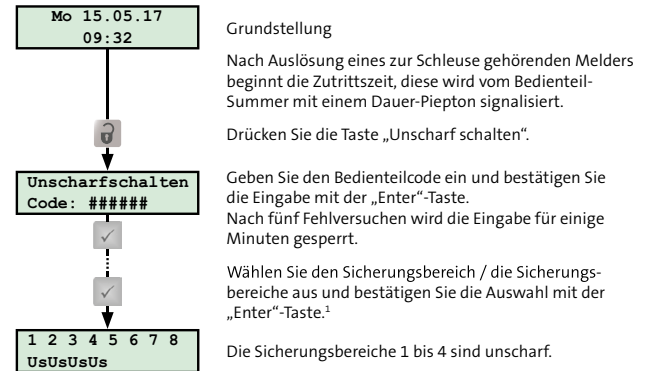 Mo 15.05.17
09:32
Grundstellung
Nach Auslösung eines zur Schleuse gehörenden Melders
beginnt die Zutrittszeit, diese wird vom Bedienteil-
Summer mit einem Dauer-Piepton signalisiert.
Drücken Sie die Taste „Unscharf schalten“.
Unscharfschalten
Code: ######
Geben Sie den Bedienteilcode ein und bestätigen Sie
die Eingabe mit der „Enter“-Taste.
Nach fünf Fehlversuchen wird die Eingabe für einige
Minuten gesperrt.
Wählen Sie den Sicherungsbereich / die Sicherungs-
bereiche aus und bestätigen Sie die Auswahl mit der
„Enter“-Taste.¹
1 2 3 4 5 6 7 8
UsUsUsUs
Die Sicherungsbereiche 1 bis 4 sind unscharf.